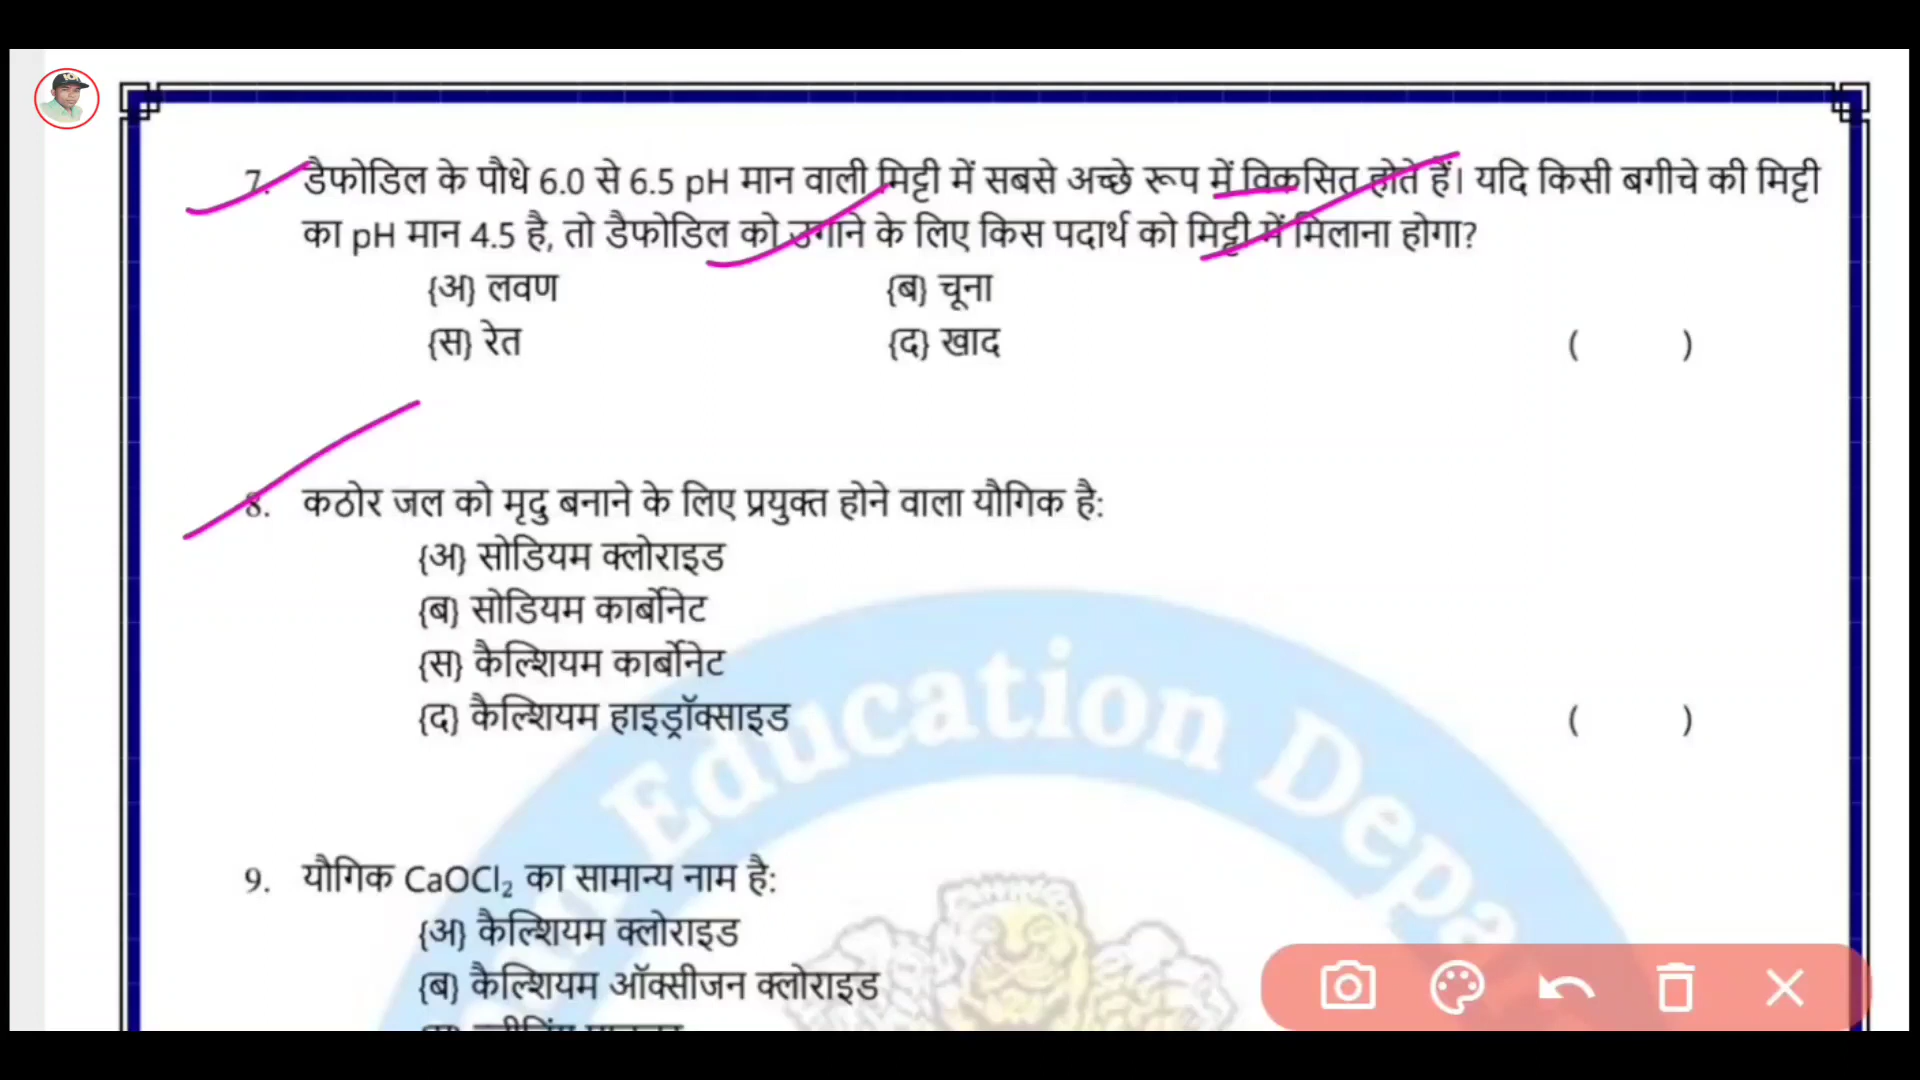 7. डैफोडिल के पौधे 6.0 से 6.5 pH मान वाली मिट्टी में सबसे अच्छे रूप में विकसित होते हैं। यदि किसी बगीचे की मिट्टी
का pH मान 4.5 है, तो डैफोडिल को उगाने के लिए किस पदार्थ को मिट्टी में मिलाना होगा?
{अ} लवण {ब} चूना
{स} रेत {द} खाद ( )
8. कठोर जल को मृदु बनाने के लिए प्रयुक्त होने वाला यौगिक है:
{अ} सोडियम क्लोराइड
{ब} सोडियम कार्बोनेट
{स} कैल्शियम कार्बोनेट
{द} कैल्शियम हाइड्रॉक्साइड ( )
9. यौगिक CaOCl₂ का सामान्य नाम है:
{अ} कैल्शियम क्लोराइड
{ब} कैल्शियम ऑक्सीजन क्लोराइड
Education Depa